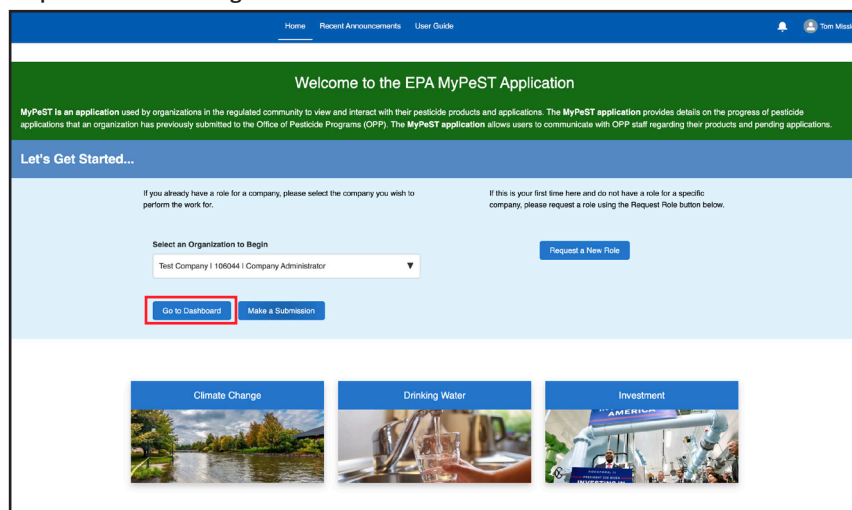 Home Recent Announcements User Guide
Welcome to the EPA MyPeST Application
MyPeST is an application used by organizations in the regulated community to view and interact with their pesticide products and applications. The MyPeST application provides details on the progress of pesticide
applications that an organization has previously submitted to the Office of Pesticide Programs (OPP). The MyPeST application allows users to communicate with OPP staff regarding their products and pending applications.
Let's Get Started...
If you already have a role for a company, please select the company you wish to
perform the work for.
If this is your first time here and do not have a role for a specific
company, please request a role using the Request Role button below.
Select an Organization to Begin
Test Company | 106044 | Company Administrator
Request a New Role
Go to Dashboard Make a Submission
Climate Change Drinking Water Investment
AMERICA
INVESTING IN